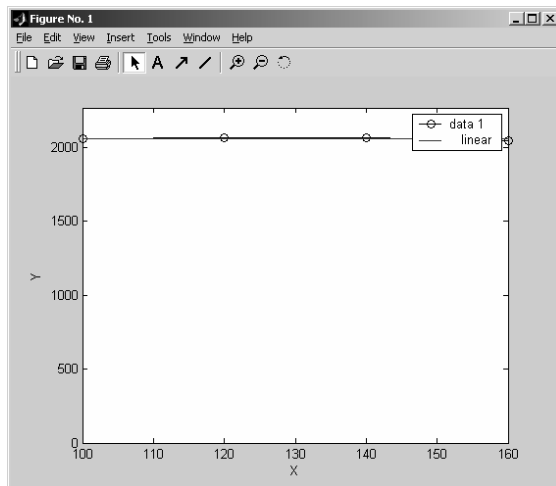 Figure No. 1
File Edit View Insert Tools Window Help
A
data 1
linear
2000
1500
1000
500
0
Y
100 110 120 130 140 150 160
X